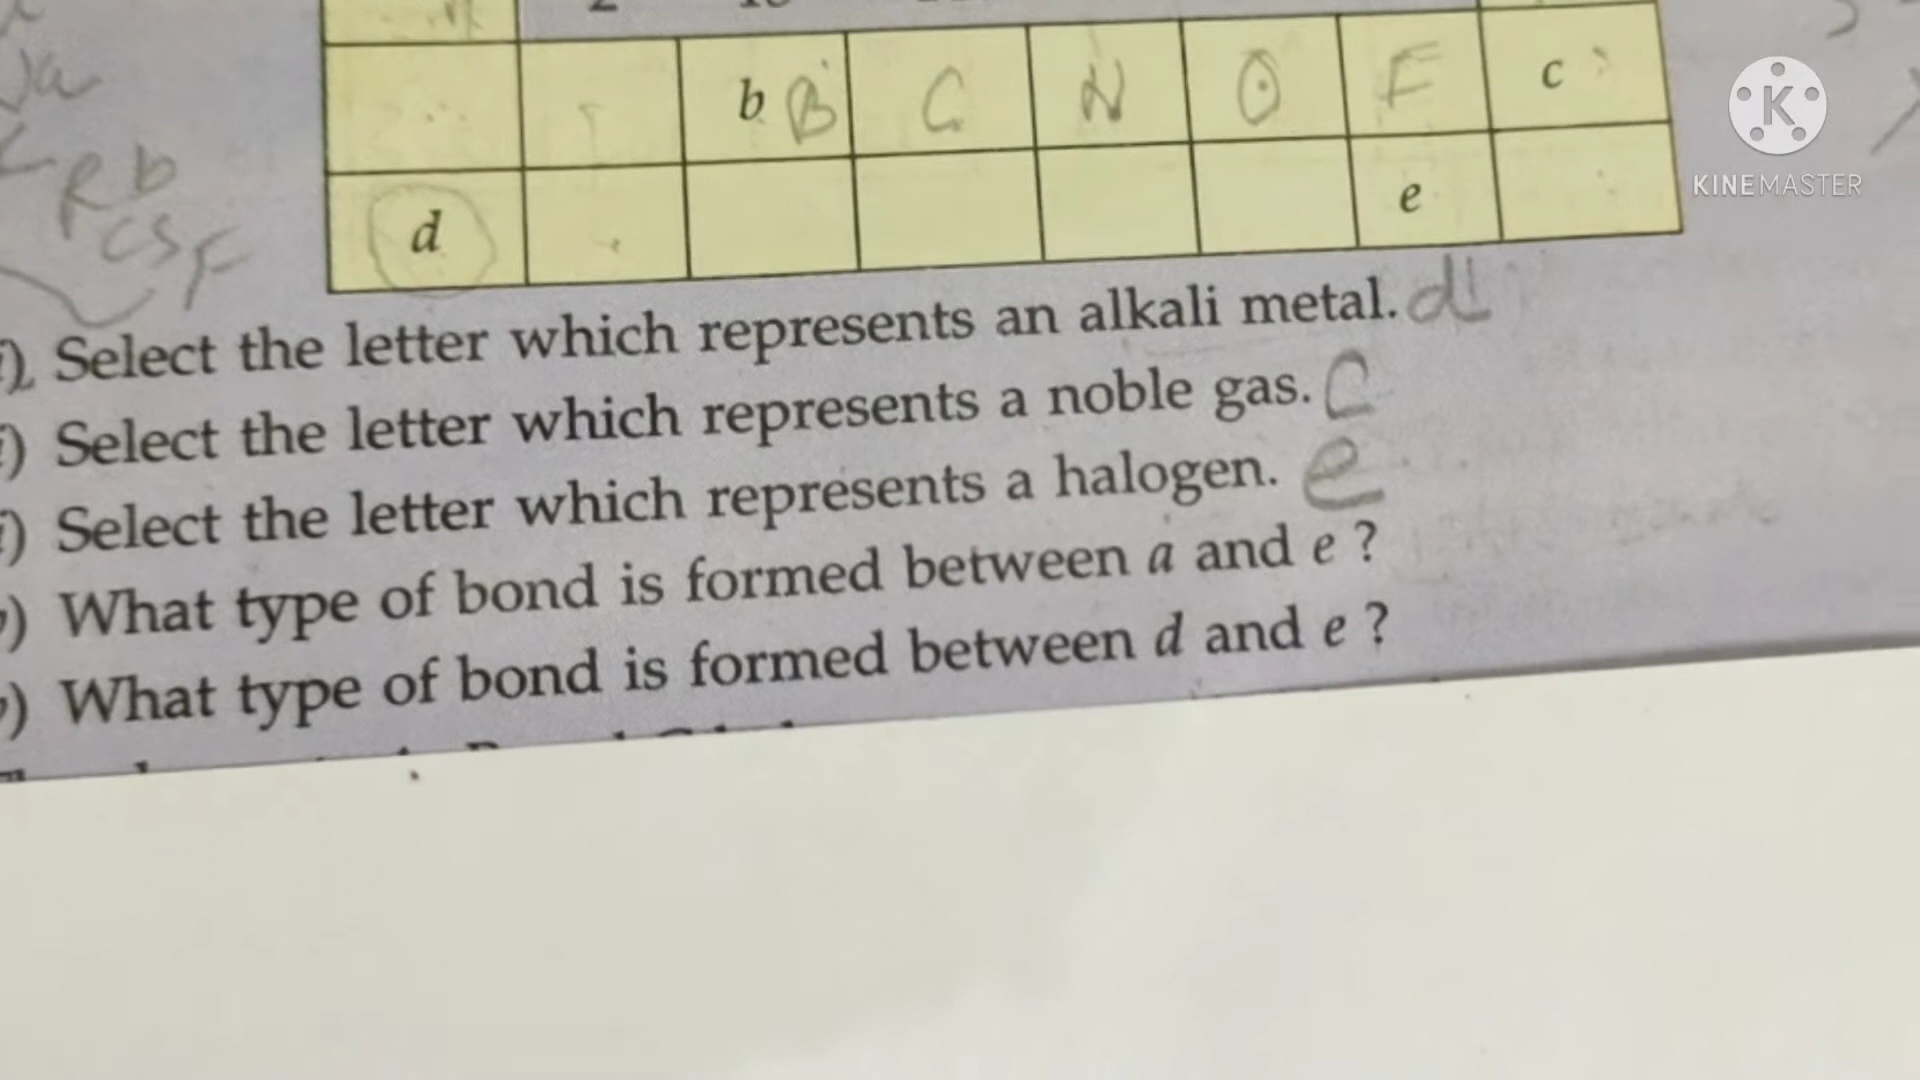 b B C N O F c
Rb
Cs
F
d e
Select the letter which represents an alkali metal. d
Select the letter which represents a noble gas. C
Select the letter which represents a halogen. e
What type of bond is formed between a and e ?
What type of bond is formed between d and e ?
KINEMASTER